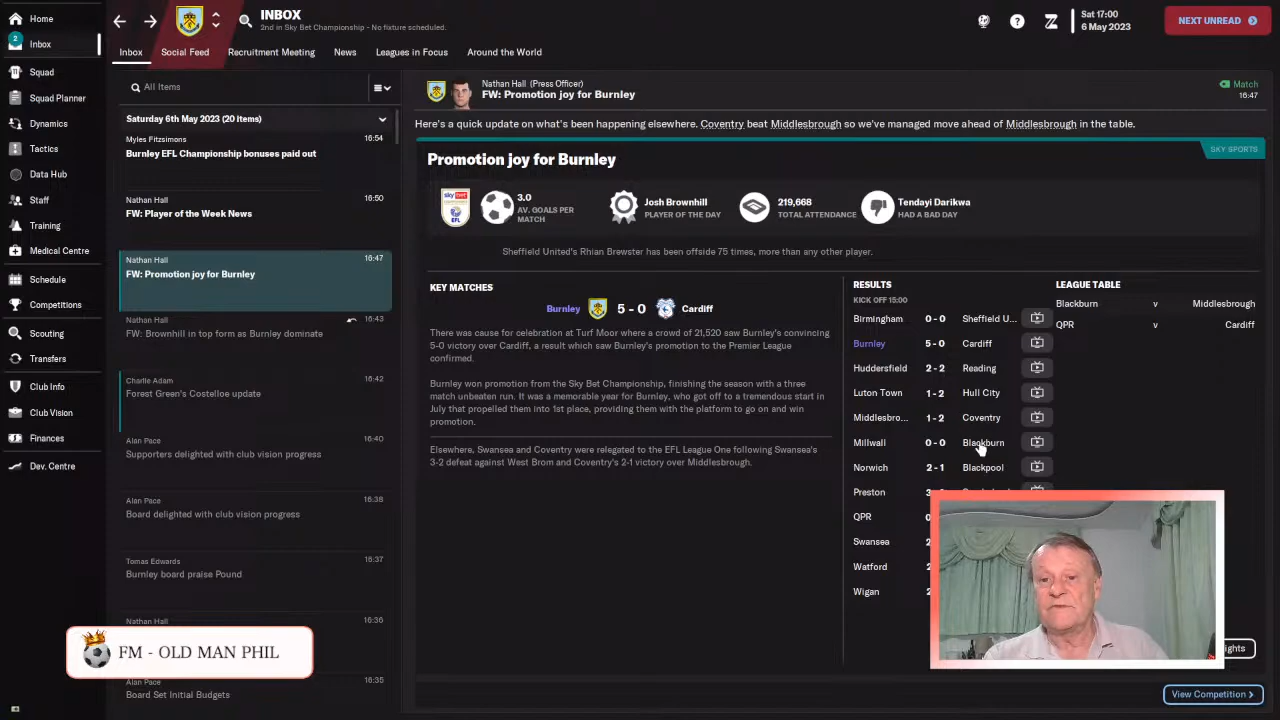 Home
2
Inbox
Squad
Squad Planner
Dynamics
Tactics
Data Hub
Staff
Training
Medical Centre
Schedule
Competitions
Scouting
Transfers
Club Info
Club Vision
Finances
Dev. Centre
INBOX
2nd in Sky Bet Championship - No fixture scheduled.
Sat 17:00
6 May 2023
NEXT UNREAD
Inbox
Social Feed
Recruitment Meeting
News
Leagues in Focus
Around the World
All Items
Saturday 6th May 2023 (20 Items)
Myles Fitzsimons 16:54
Burnley EFL Championship bonuses paid out
Nathan Hall 16:50
FW: Player of the Week News
Nathan Hall 16:47
FW: Promotion joy for Burnley
Nathan Hall 16:43
FW: Brownhill in top form as Burnley dominate
Charlie Adam 16:42
Forest Green's Costelloe update
Alan Pace 16:40
Supporters delighted with club vision progress
Alan Pace 16:38
Board delighted with club vision progress
Tomas Edwards 16:37
Burnley board praise Pound
Nathan Hall 16:36
FM - OLD MAN PHIL
Alan Pace 16:35
Board Set Initial Budgets
Nathan Hall (Press Officer)
FW: Promotion joy for Burnley
Match
16:47
Here's a quick update on what's been happening elsewhere. Coventry beat Middlesbrough so we've managed move ahead of Middlesbrough in the table.
SKY SPORTS
Promotion joy for Burnley
sky bet
EFL
3.0
AV. GOALS PER
MATCH
Josh Brownhill
PLAYER OF THE DAY
219,668
TOTAL ATTENDANCE
Tendayi Darikwa
HAD A BAD DAY
Sheffield United's Rhian Brewster has been offside 75 times, more than any other player.
KEY MATCHES
Burnley 5 - 0 Cardiff
There was cause for celebration at Turf Moor where a crowd of 21,520 saw Burnley's convincing
5-0 victory over Cardiff, a result which saw Burnley's promotion to the Premier League
confirmed.
Burnley won promotion from the Sky Bet Championship, finishing the season with a three
match unbeaten run. It was a memorable year for Burnley, who got off to a tremendous start in
July that propelled them into 1st place, providing them with the platform to go on and win
promotion.
Elsewhere, Swansea and Coventry were relegated to the EFL League One following Swansea's
3-2 defeat against West Brom and Coventry's 2-1 victory over Middlesbrough.
RESULTS
KICK OFF 15:00
Birmingham 0 - 0 Sheffield U...
Burnley 5 - 0 Cardiff
Huddersfield 2 - 2 Reading
Luton Town 1 - 2 Hull City
Middlesbro... 1 - 2 Coventry
Millwall 0 - 0 Blackburn
Norwich 2 - 1 Blackpool
Preston
QPR
Swansea
Watford
Wigan
LEAGUE TABLE
Blackburn v Middlesbrough
QPR v Cardiff
View Competition